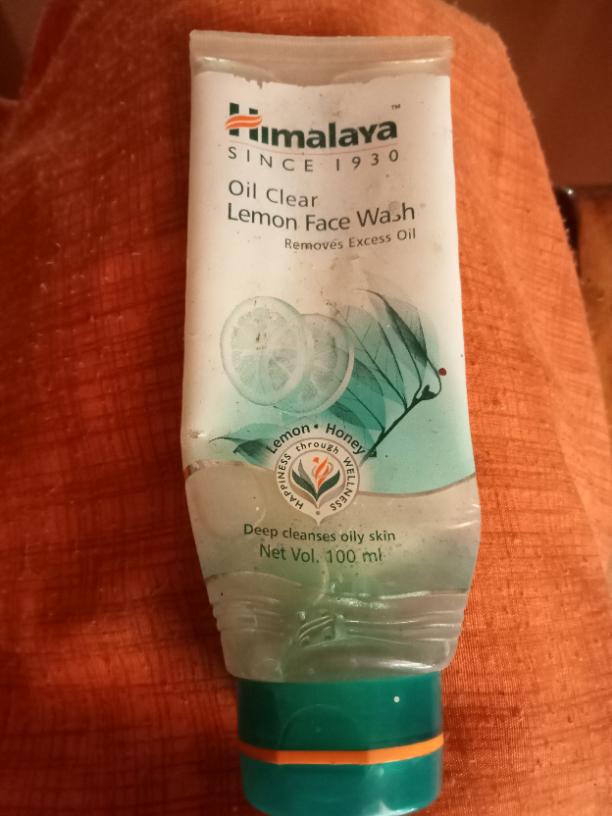 Himalaya™
SINCE 1930
Oil Clear
Lemon Face Wash
Removes Excess Oil
Lemon • Honey
HAPPINESS through WELLNESS
Deep cleanses oily skin
Net Vol. 100 ml